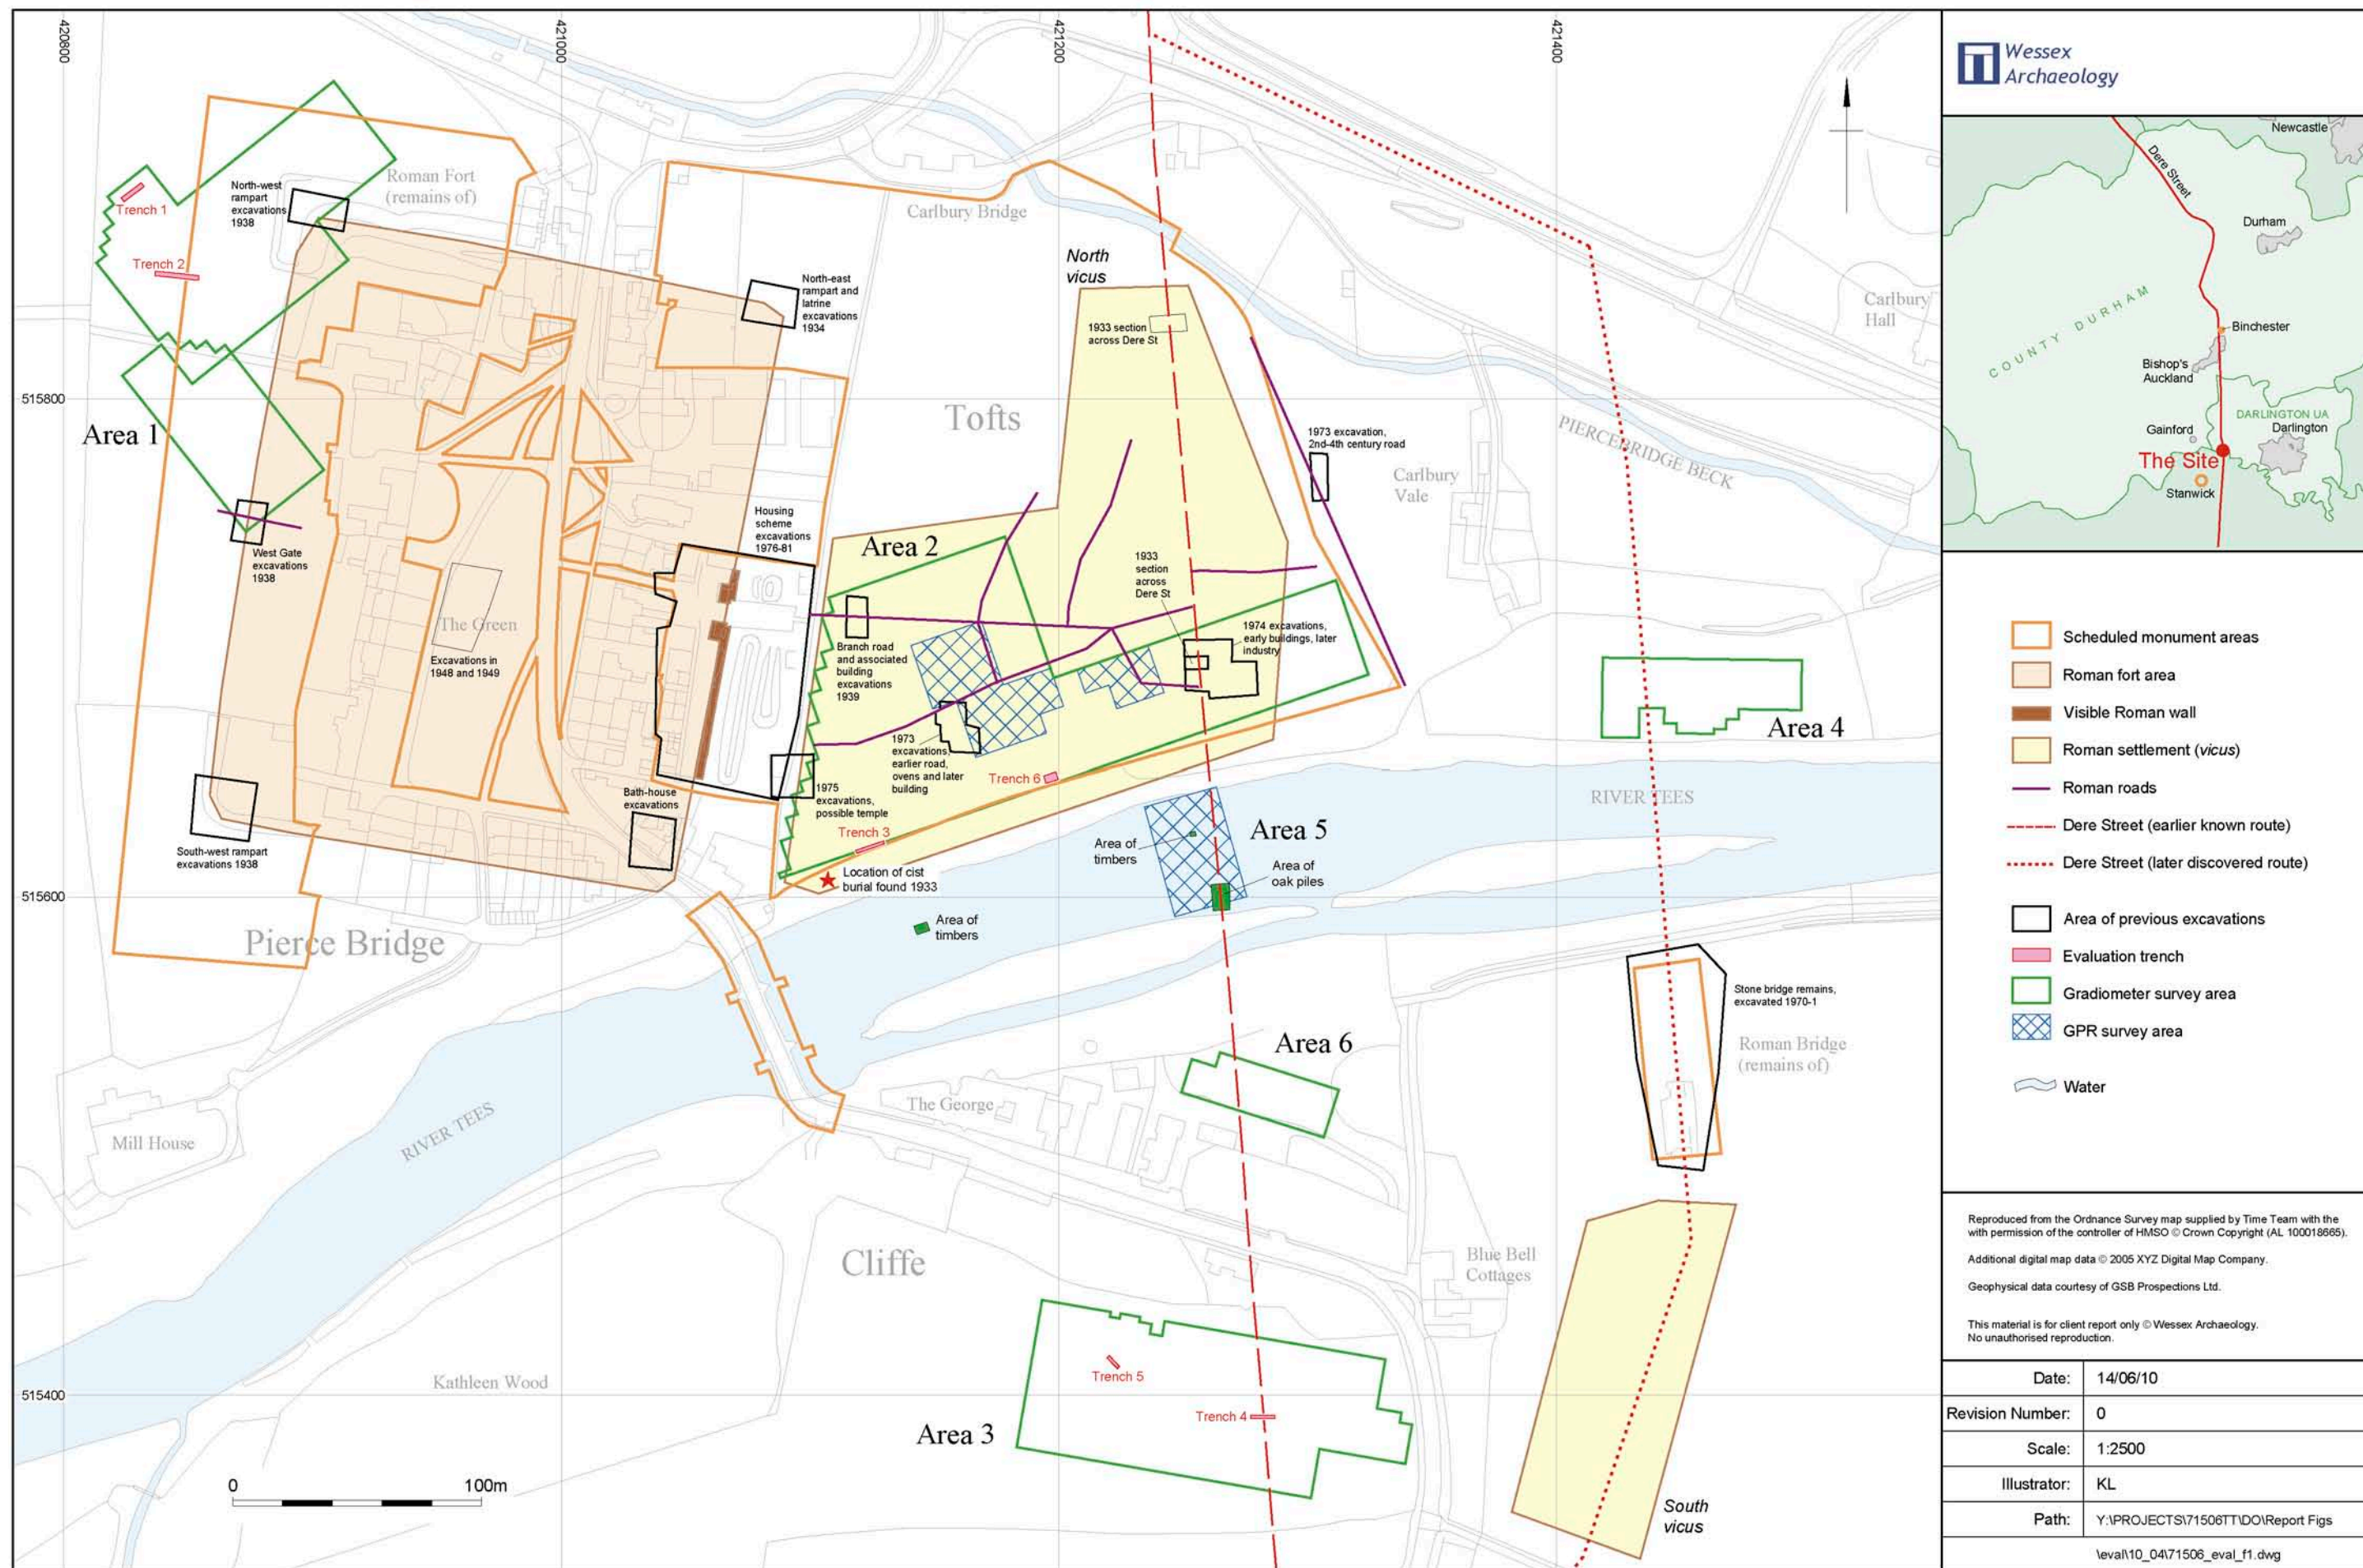 420800
421000
421200
421400
515800
515600
515400
Roman Fort
(remains of)
North-west
rampart
excavations
1938
Trench 1
Trench 2
Carlbury Bridge
North
vicus
North-east
rampart and
latrine
excavations
1934
1933 section
across Dere St
Carlbury
Hall
Tofts
Area 1
1973 excavation,
2nd-4th century road
PIERCEBRIDGE BECK
Carlbury
Vale
Housing
scheme
excavations
1976-81
Area 2
West Gate
excavations
1938
1933
section
across
Dere St
The Green
Excavations in
1948 and 1949
Branch road
and associated
building
excavations
1939
1974 excavations,
early buildings, later
industry
Area 4
1973
excavations,
earlier road,
ovens and later
building
Trench 6
Bath-house
excavations
1975
excavations,
possible temple
RIVER TEES
Trench 3
Area of
timbers
Area 5
South-west rampart
excavations 1938
Location of cist
burial found 1933
Area of
oak piles
Area of
timbers
Pierce Bridge
Stone bridge remains,
excavated 1970-1
Area 6
Roman Bridge
(remains of)
The George
Mill House
RIVER TEES
Cliffe
Blue Bell
Cottages
Kathleen Wood
Trench 5
Trench 4
Area 3
0 100m
South
vicus
Wessex
Archaeology
Newcastle
Dere Street
Durham
COUNTY DURHAM
Binchester
Bishop's
Auckland
DARLINGTON UA
Gainford
Darlington
The Site
Stanwick
Scheduled monument areas
Roman fort area
Visible Roman wall
Roman settlement (vicus)
Roman roads
Dere Street (earlier known route)
Dere Street (later discovered route)
Area of previous excavations
Evaluation trench
Gradiometer survey area
GPR survey area
Water
Reproduced from the Ordnance Survey map supplied by Time Team with the
with permission of the controller of HMSO © Crown Copyright (AL 100018665).
Additional digital map data © 2005 XYZ Digital Map Company.
Geophysical data courtesy of GSB Prospections Ltd.
This material is for client report only © Wessex Archaeology.
No unauthorised reproduction.
Date: 14/06/10
Revision Number: 0
Scale: 1:2500
Illustrator: KL
Path: Y:\PROJECTS\71506TT\DO\Report Figs
\eval\10_04\71506_eval_f1.dwg